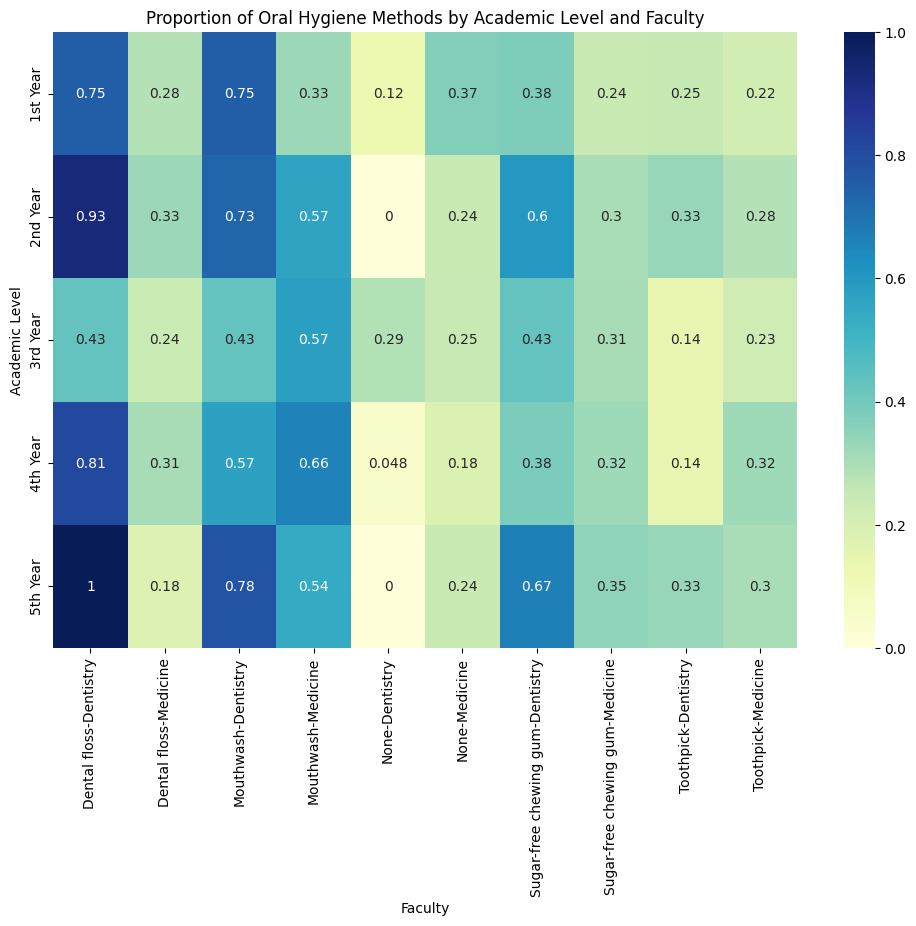 Proportion of Oral Hygiene Methods by Academic Level and Faculty
Academic Level
1st Year 0.75 0.28 0.75 0.33 0.12 0.37 0.38 0.24 0.25 0.22
2nd Year 0.93 0.33 0.73 0.57 0 0.24 0.6 0.3 0.33 0.28
3rd Year 0.43 0.24 0.43 0.57 0.29 0.25 0.43 0.31 0.14 0.23
4th Year 0.81 0.31 0.57 0.66 0.048 0.18 0.38 0.32 0.14 0.32
5th Year 1 0.18 0.78 0.54 0 0.24 0.67 0.35 0.33 0.3
Dental floss-Dentistry
Dental floss-Medicine
Mouthwash-Dentistry
Mouthwash-Medicine
None-Dentistry
None-Medicine
Sugar-free chewing gum-Dentistry
Sugar-free chewing gum-Medicine
Toothpick-Dentistry
Toothpick-Medicine
Faculty
1.0
0.8
0.6
0.4
0.2
0.0